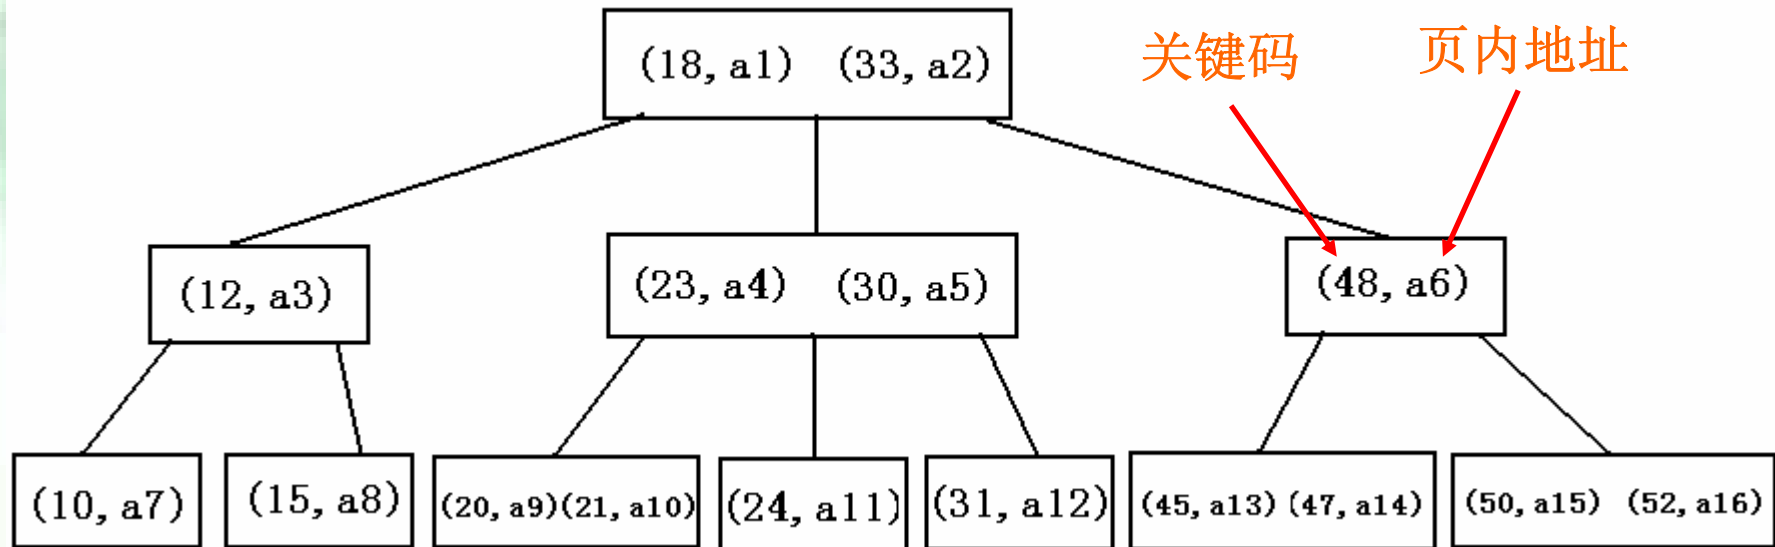 (18, a1) (33, a2)
关键码 页内地址
(12, a3) (23, a4) (30, a5) (48, a6)
(10, a7) (15, a8) (20, a9)(21, a10) (24, a11) (31, a12) (45, a13) (47, a14) (50, a15) (52, a16)